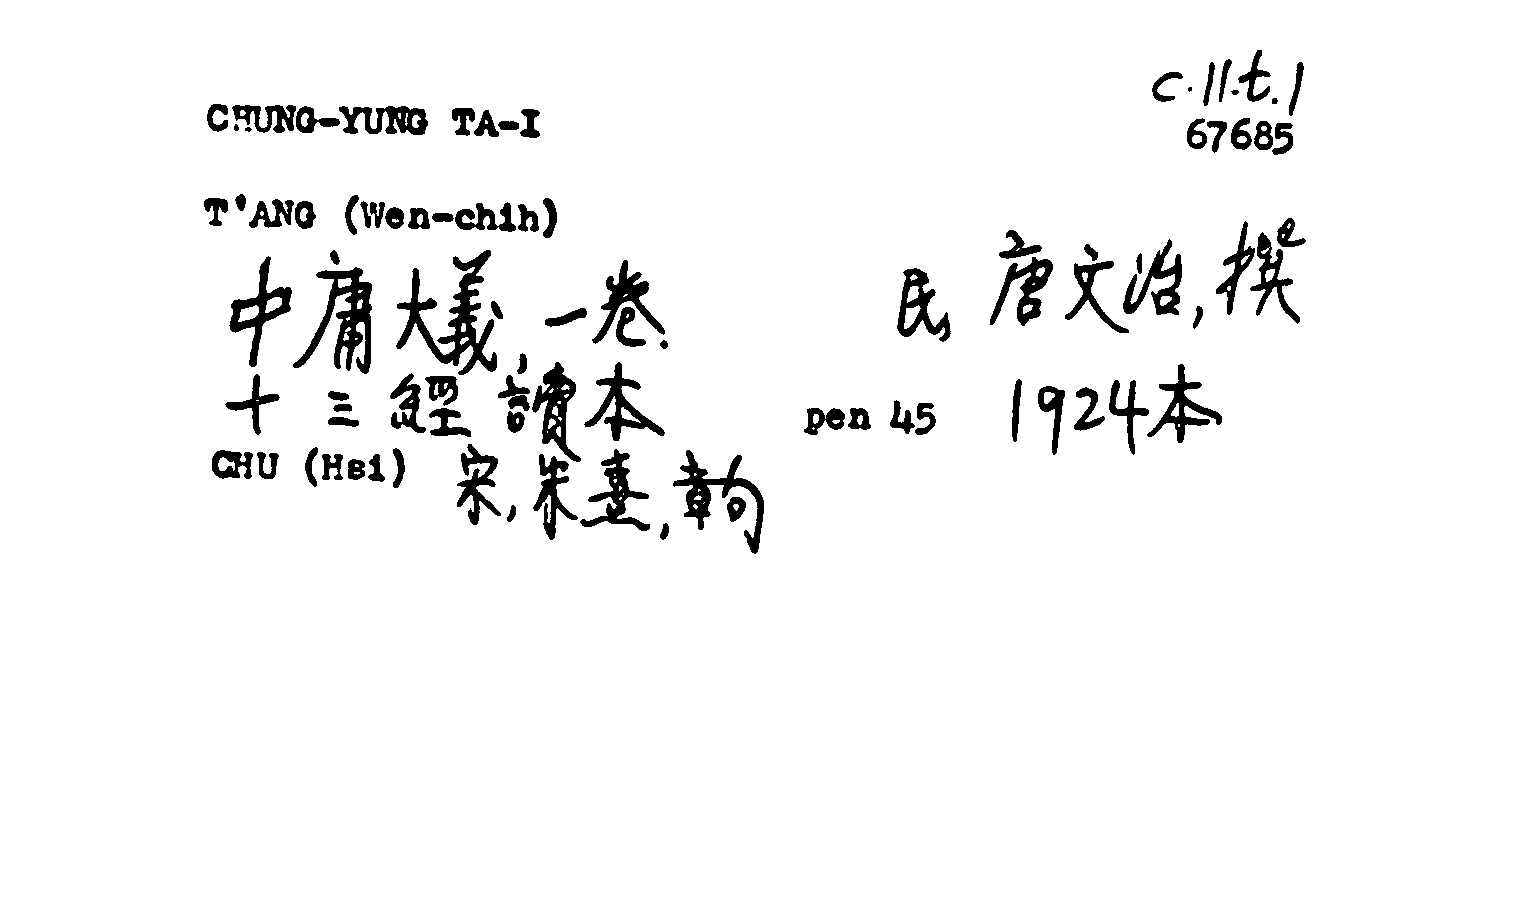 c.11.t.1
CHUNG-YUNG TA-I
67685
T'ANG (Wen-chih)
中庸大義,一卷. 民, 唐文治,撰
十三經讀本 pen 45 1924本
CHU (Hsi) 宋,朱熹,章句